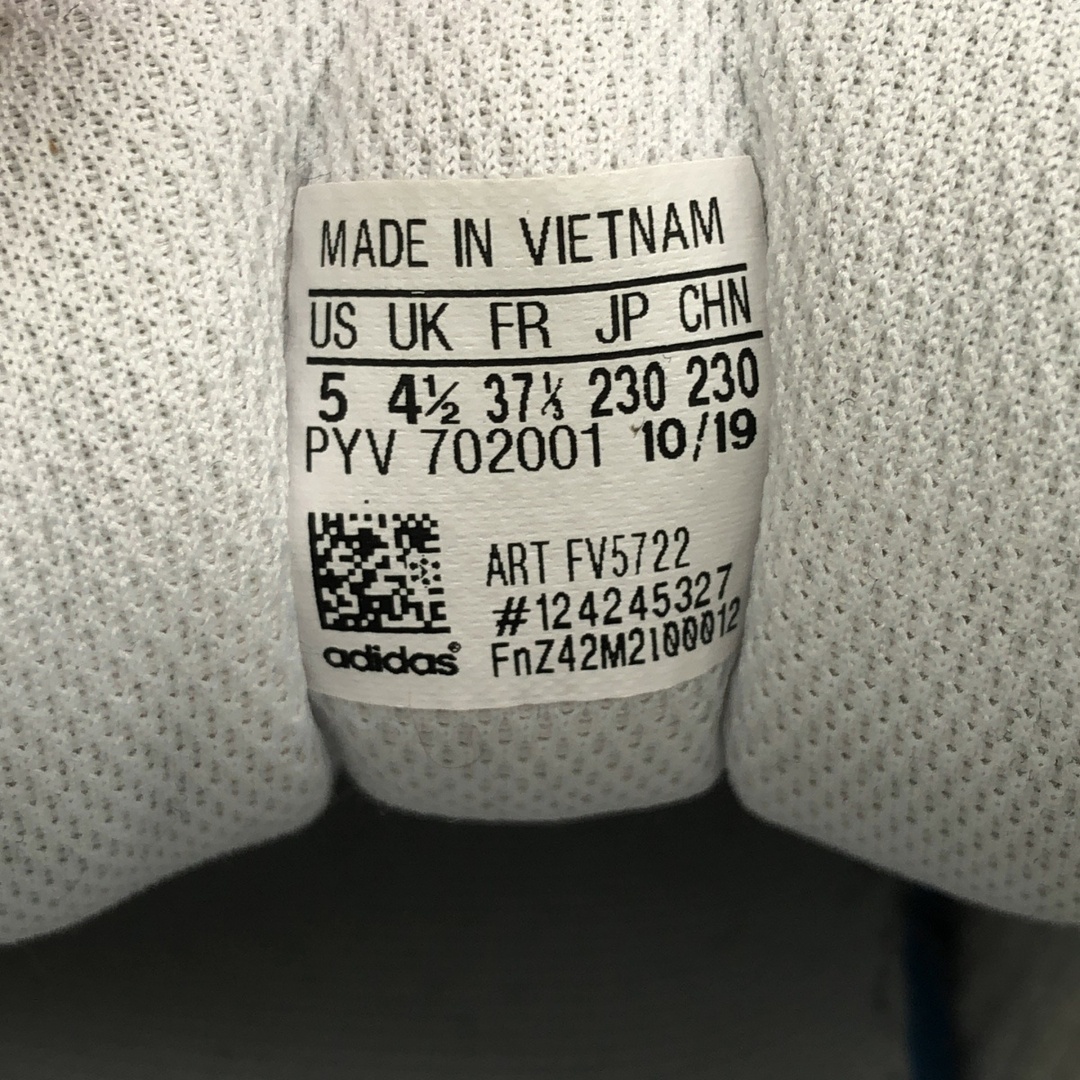 MADE IN VIETNAM
US UK FR JP CHN
5 4½ 37⅓ 230 230
PYV 702001 10/19
ART FV5722
#124245327
FnZ42M2I00012
adidas®